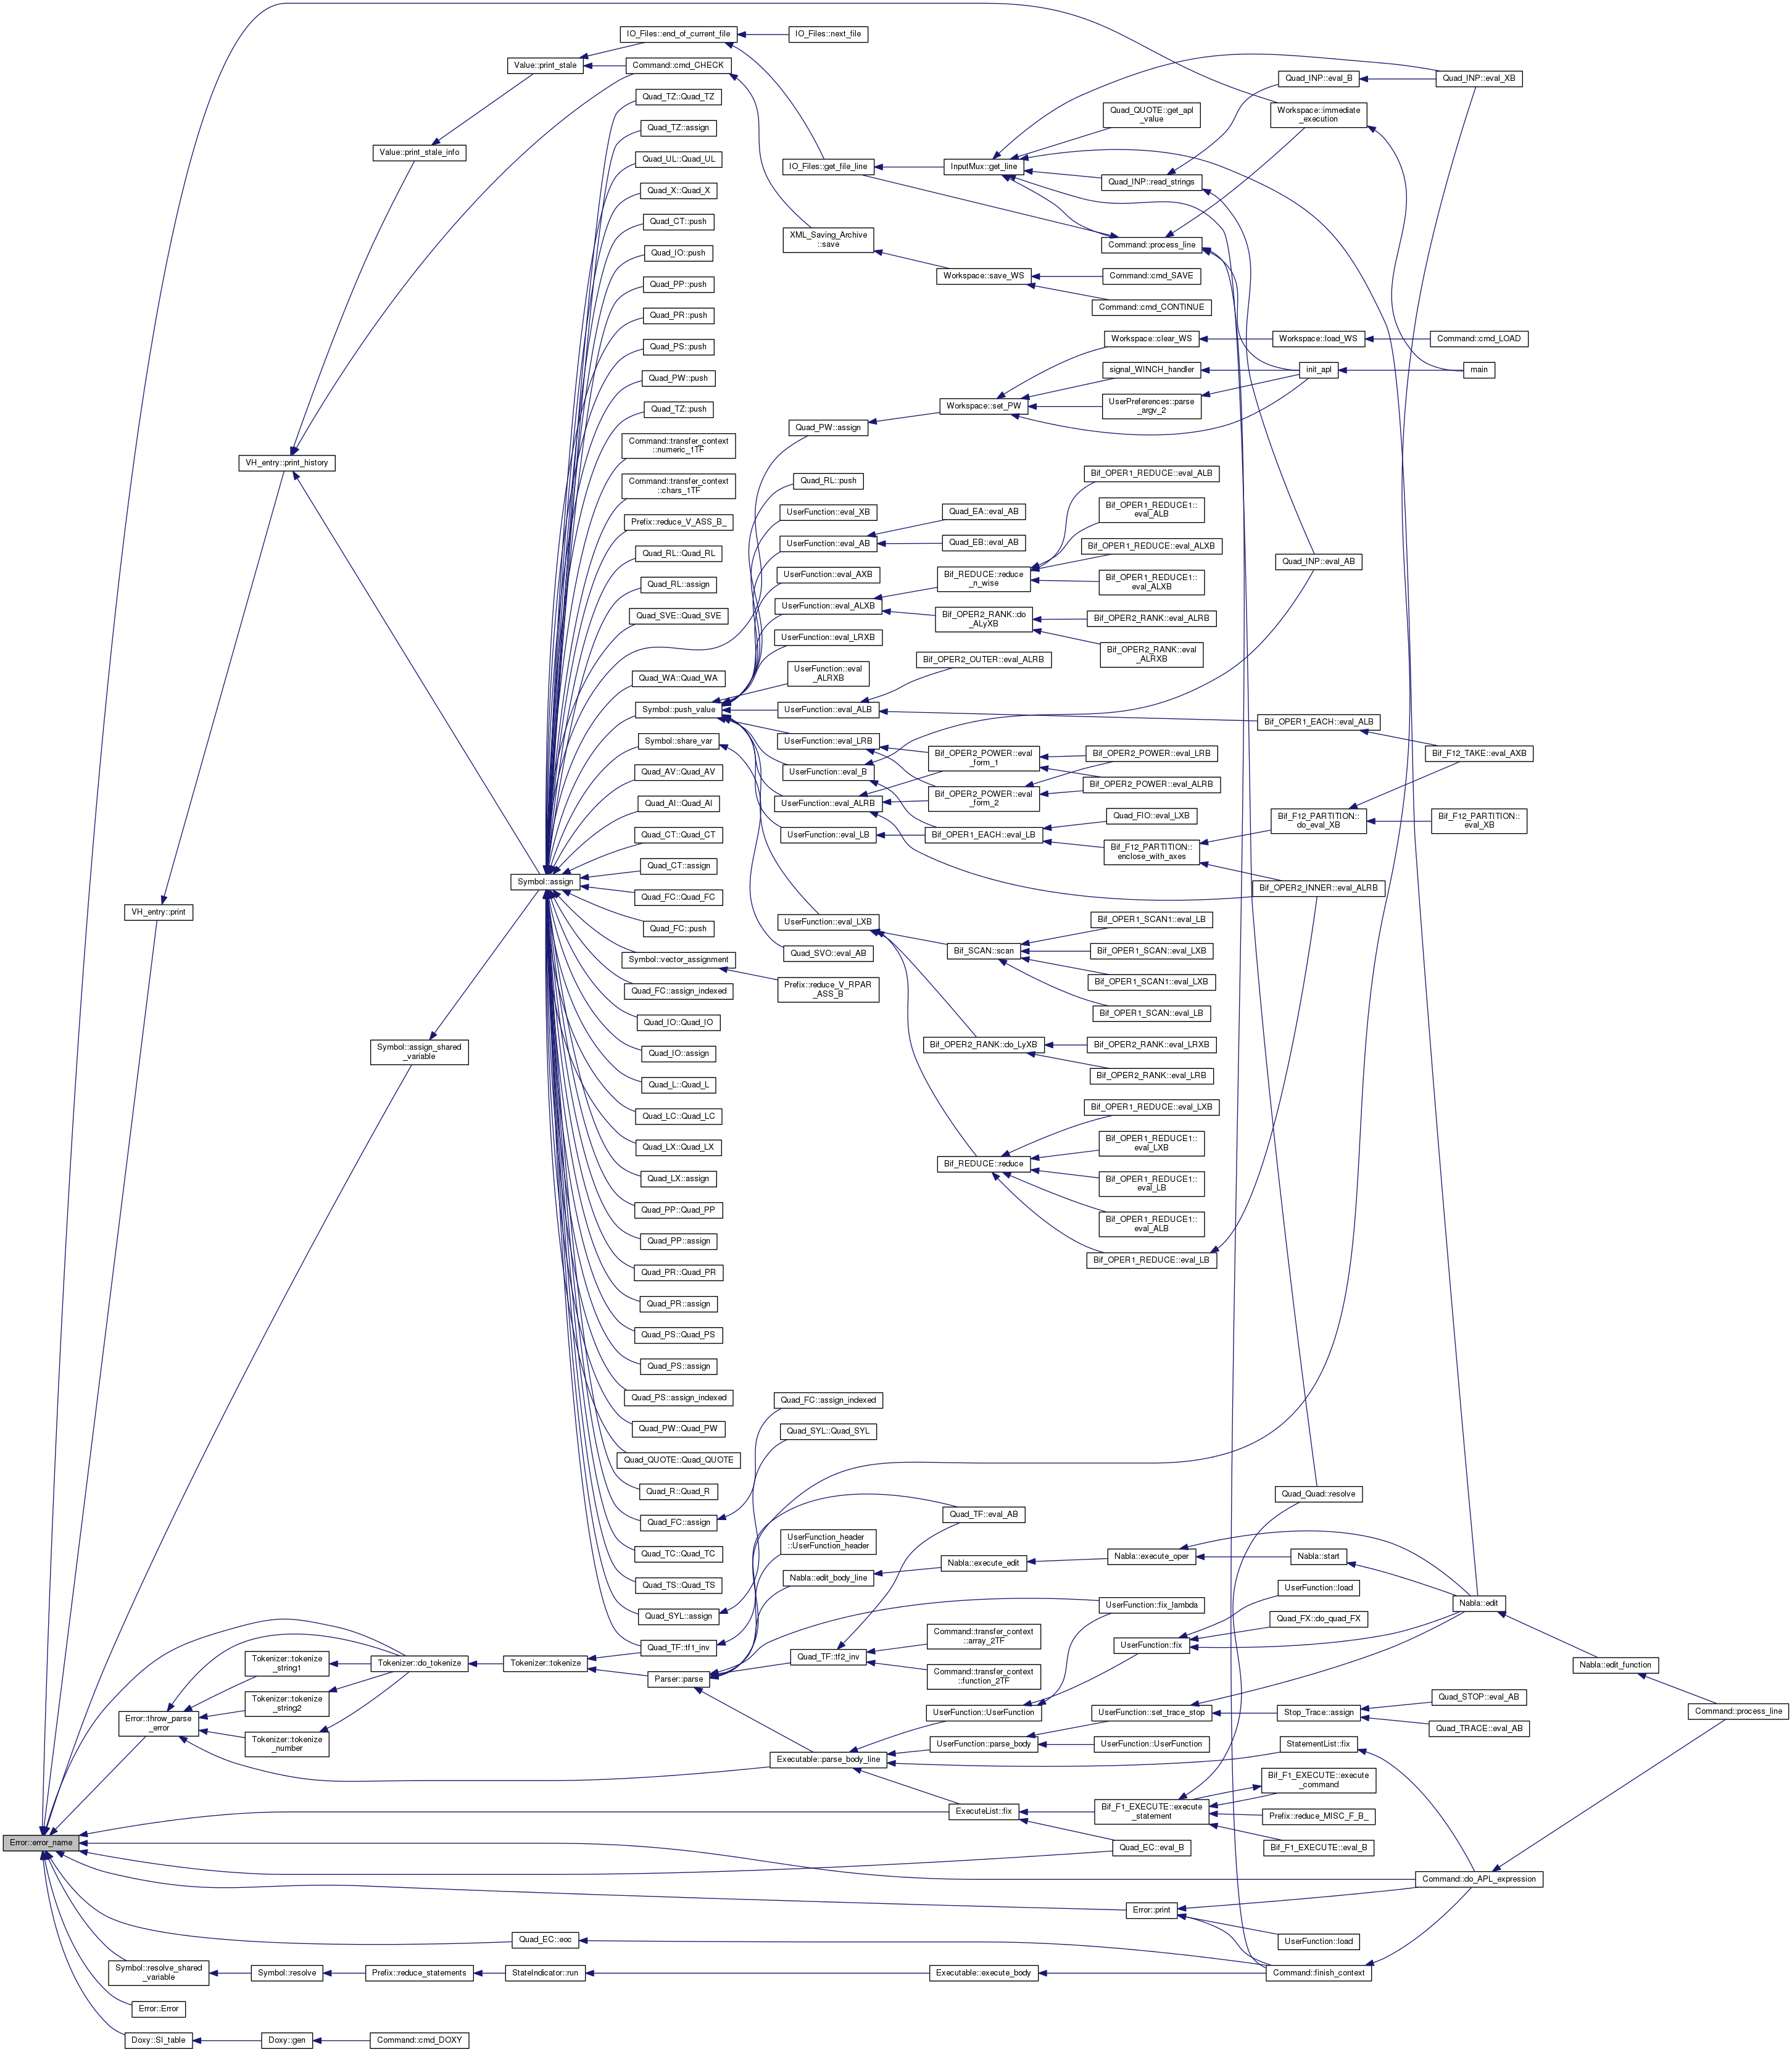 IO_Files::end_of_current_file
IO_Files::next_file
Value::print_stale
Command::cmd_CHECK
Quad_INP::eval_B
Quad_INP::eval_XB
Quad_TZ::Quad_TZ
Quad_QUOTE::get_apl
_value
Workspace::immediate
_execution
Quad_TZ::assign
Value::print_stale_info
Quad_UL::Quad_UL
IO_Files::get_file_line
InputMux::get_line
Quad_INP::read_strings
Quad_X::Quad_X
Quad_CT::push
XML_Saving_Archive
::save
Command::process_line
Quad_IO::push
Workspace::save_WS
Command::cmd_SAVE
Quad_PP::push
Command::cmd_CONTINUE
Quad_PR::push
Workspace::clear_WS
Workspace::load_WS
Command::cmd_LOAD
Quad_PS::push
signal_WINCH_handler
init_apl
main
Quad_PW::push
Workspace::set_PW
UserPreferences::parse
_argv_2
Quad_TZ::push
Quad_PW::assign
Command::transfer_context
::numeric_1TF
VH_entry::print_history
Bif_OPER1_REDUCE::eval_ALB
Command::transfer_context
::chars_1TF
Quad_RL::push
Bif_OPER1_REDUCE1::
eval_ALB
Prefix::reduce_V_ASS_B_
UserFunction::eval_XB
Quad_EA::eval_AB
Quad_RL::Quad_RL
UserFunction::eval_AB
Quad_EB::eval_AB
Bif_OPER1_REDUCE::eval_ALXB
Quad_INP::eval_AB
Quad_RL::assign
UserFunction::eval_AXB
Bif_REDUCE::reduce
_n_wise
Bif_OPER1_REDUCE1::
eval_ALXB
Quad_SVE::Quad_SVE
UserFunction::eval_ALXB
Bif_OPER2_RANK::do
_ALyXB
Bif_OPER2_RANK::eval_ALRB
UserFunction::eval_LRXB
Bif_OPER2_RANK::eval
_ALRXB
Quad_WA::Quad_WA
UserFunction::eval
_ALRXB
Bif_OPER2_OUTER::eval_ALRB
Symbol::push_value
UserFunction::eval_ALB
Bif_OPER1_EACH::eval_ALB
Symbol::share_var
UserFunction::eval_LRB
Bif_OPER2_POWER::eval
_form_1
Bif_OPER2_POWER::eval_LRB
Bif_F12_TAKE::eval_AXB
Quad_AV::Quad_AV
UserFunction::eval_B
Bif_OPER2_POWER::eval_ALRB
Quad_AI::Quad_AI
UserFunction::eval_ALRB
Bif_OPER2_POWER::eval
_form_2
Quad_CT::Quad_CT
UserFunction::eval_LB
Bif_OPER1_EACH::eval_LB
Quad_FIO::eval_LXB
Bif_F12_PARTITION::
do_eval_XB
Bif_F12_PARTITION::
eval_XB
Quad_CT::assign
Bif_F12_PARTITION::
enclose_with_axes
Symbol::assign
Quad_FC::Quad_FC
Bif_OPER2_INNER::eval_ALRB
VH_entry::print
Quad_FC::push
UserFunction::eval_LXB
Bif_OPER1_SCAN1::eval_LB
Symbol::vector_assignment
Quad_SVO::eval_AB
Bif_SCAN::scan
Bif_OPER1_SCAN::eval_LXB
Quad_FC::assign_indexed
Prefix::reduce_V_RPAR
_ASS_B
Bif_OPER1_SCAN1::eval_LXB
Quad_IO::Quad_IO
Bif_OPER1_SCAN::eval_LB
Symbol::assign_shared
_variable
Quad_IO::assign
Bif_OPER2_RANK::do_LyXB
Bif_OPER2_RANK::eval_LRXB
Quad_L::Quad_L
Bif_OPER2_RANK::eval_LRB
Quad_LC::Quad_LC
Bif_OPER1_REDUCE::eval_LXB
Quad_LX::Quad_LX
Bif_OPER1_REDUCE1::
eval_LXB
Quad_LX::assign
Bif_REDUCE::reduce
Bif_OPER1_REDUCE1::
eval_LB
Quad_PP::Quad_PP
Bif_OPER1_REDUCE1::
eval_ALB
Quad_PP::assign
Bif_OPER1_REDUCE::eval_LB
Quad_PR::Quad_PR
Quad_PR::assign
Quad_PS::Quad_PS
Quad_PS::assign
Quad_PS::assign_indexed
Quad_FC::assign_indexed
Quad_PW::Quad_PW
Quad_SYL::Quad_SYL
Quad_QUOTE::Quad_QUOTE
Quad_R::Quad_R
Quad_Quad::resolve
Quad_FC::assign
Quad_TF::eval_AB
Quad_TC::Quad_TC
UserFunction_header
::UserFunction_header
Quad_TS::Quad_TS
Nabla::edit_body_line
Nabla::execute_edit
Nabla::execute_oper
Nabla::start
Quad_SYL::assign
UserFunction::fix_lambda
UserFunction::load
Nabla::edit
Quad_TF::tf1_inv
Quad_TF::tf2_inv
Command::transfer_context
::array_2TF
UserFunction::fix
Quad_FX::do_quad_FX
Tokenizer::tokenize
_string1
Tokenizer::do_tokenize
Tokenizer::tokenize
Parser::parse
Command::transfer_context
::function_2TF
Nabla::edit_function
Tokenizer::tokenize
_string2
UserFunction::UserFunction
UserFunction::set_trace_stop
Stop_Trace::assign
Quad_STOP::eval_AB
Command::process_line
Error::throw_parse
_error
Tokenizer::tokenize
_number
UserFunction::parse_body
UserFunction::UserFunction
Quad_TRACE::eval_AB
StatementList::fix
Executable::parse_body_line
Bif_F1_EXECUTE::execute
_command
ExecuteList::fix
Bif_F1_EXECUTE::execute
_statement
Prefix::reduce_MISC_F_B_
Error::error_name
Quad_EC::eval_B
Bif_F1_EXECUTE::eval_B
Command::do_APL_expression
Error::print
Quad_EC::eoc
UserFunction::load
Symbol::resolve_shared
_variable
Symbol::resolve
Prefix::reduce_statements
StateIndicator::run
Executable::execute_body
Command::finish_context
Error::Error
Doxy::SI_table
Doxy::gen
Command::cmd_DOXY